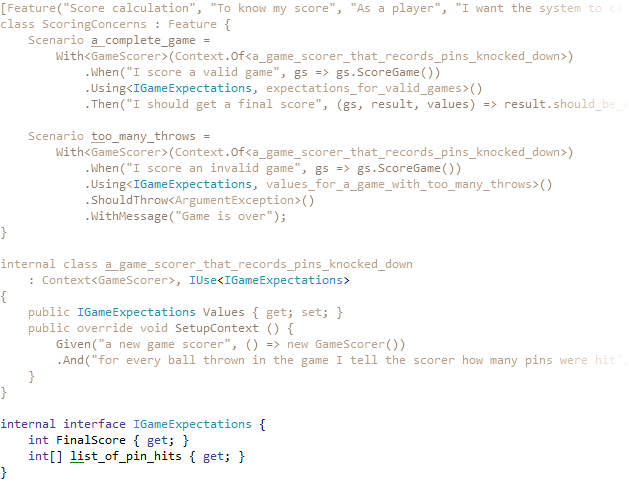 [Feature("Score calculation", "To know my score", "As a player", "I want the system to
class ScoringConcerns : Feature {
    Scenario a_complete_game =
        With<GameScorer>(Context.Of<a_game_scorer_that_records_pins_knocked_down>)
        .When("I score a valid game", gs => gs.ScoreGame())
        .Using<IGameExpectations, expectations_for_valid_games>()
        .Then("I should get a final score", (gs, result, values) => result.should_be_

    Scenario too_many_throws =
        With<GameScorer>(Context.Of<a_game_scorer_that_records_pins_knocked_down>)
        .When("I score an invalid game", gs => gs.ScoreGame())
        .Using<IGameExpectations, values_for_a_game_with_too_many_throws>()
        .ShouldThrow<ArgumentException>()
        .WithMessage("Game is over");
}

internal class a_game_scorer_that_records_pins_knocked_down
    : Context<GameScorer>, IUse<IGameExpectations>
{
    public IGameExpectations Values { get; set; }
    public override void SetupContext () {
        Given("a new game scorer", () => new GameScorer())
        .And("for every ball thrown in the game I tell the scorer how many pins were hit",
    }
}

internal interface IGameExpectations {
    int FinalScore { get; }
    int[] list_of_pin_hits { get; }
}